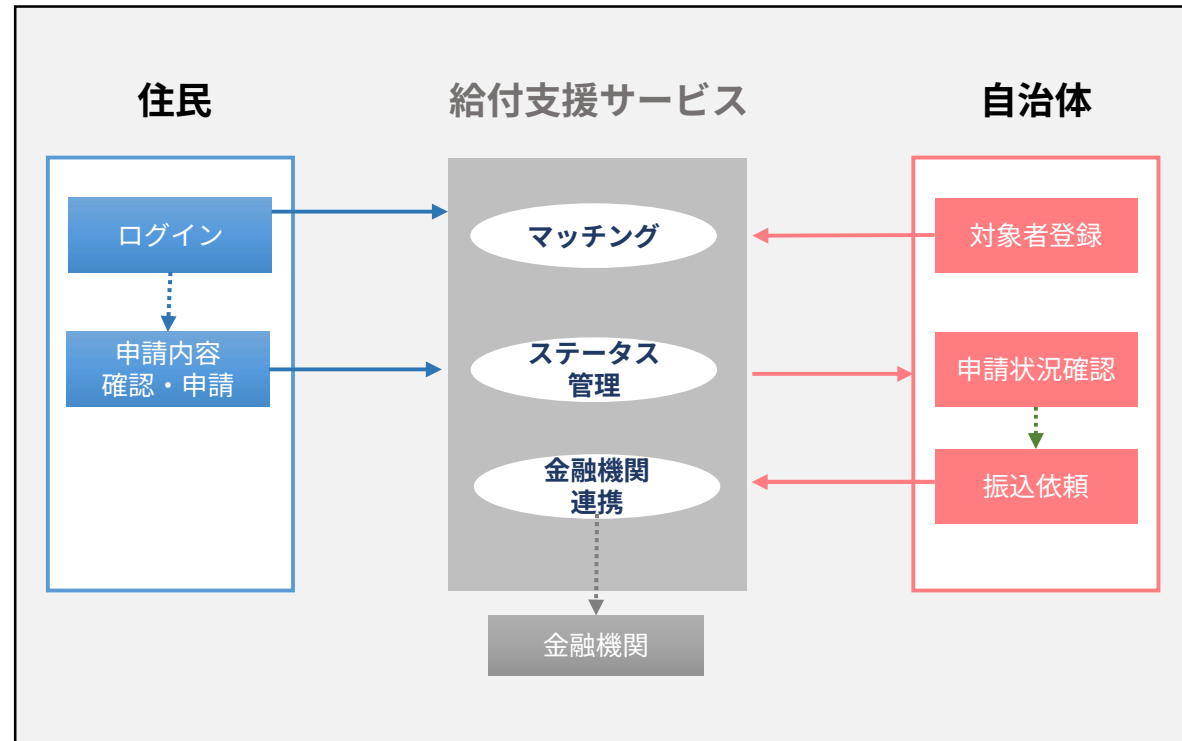 住民
給付支援サービス
自治体
ログイン
マッチング
対象者登録
申請内容
確認・申請
ステータス
管理
申請状況確認
金融機関
連携
振込依頼
金融機関